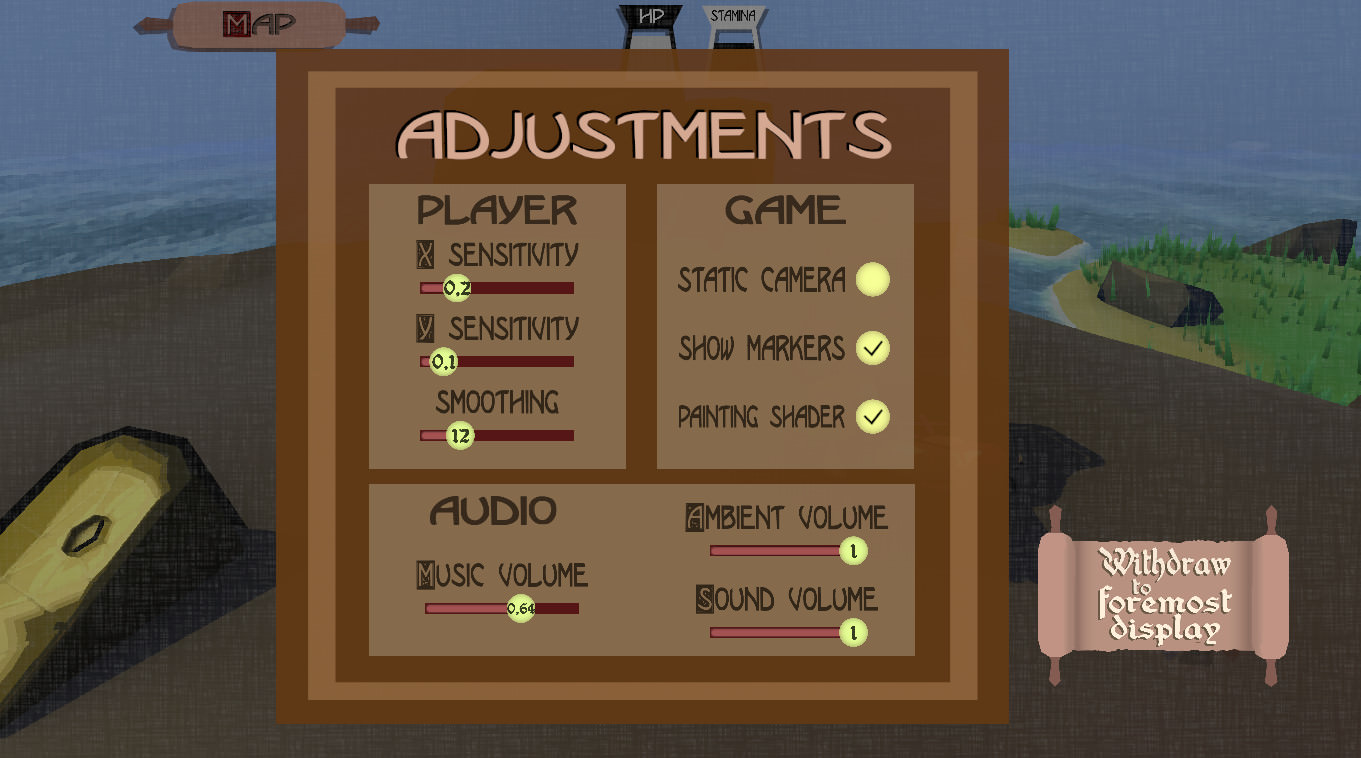 MAP
HP
STAMINA
ADJUSTMENTS
PLAYER
X SENSITIVITY
0.2
Y SENSITIVITY
0.1
SMOOTHING
12
GAME
STATIC CAMERA
SHOW MARKERS
PAINTING SHADER
AUDIO
MUSIC VOLUME
0.64
AMBIENT VOLUME
1
SOUND VOLUME
1
Withdraw
to
foremost
display